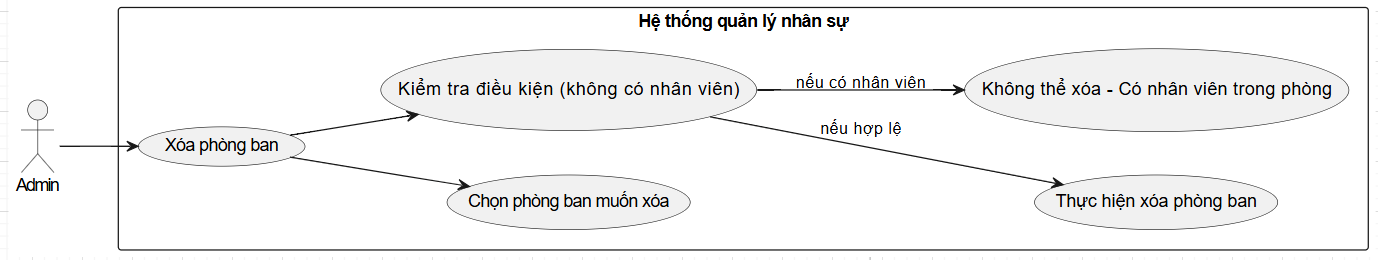 Hệ thống quản lý nhân sự
Kiểm tra điều kiện (không có nhân viên)
nếu có nhân viên
Không thể xóa - Có nhân viên trong phòng
nếu hợp lệ
Xóa phòng ban
Admin
Chọn phòng ban muốn xóa
Thực hiện xóa phòng ban